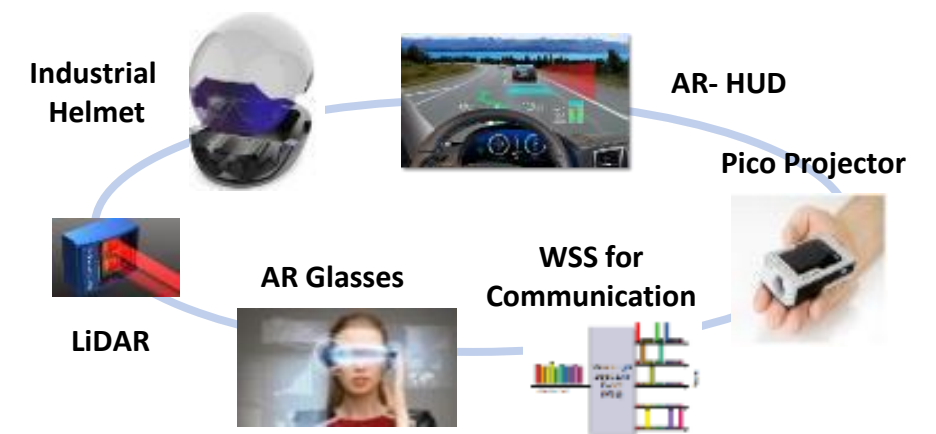 Industrial
Helmet
AR- HUD
Pico Projector
LiDAR
AR Glasses
WSS for
Communication